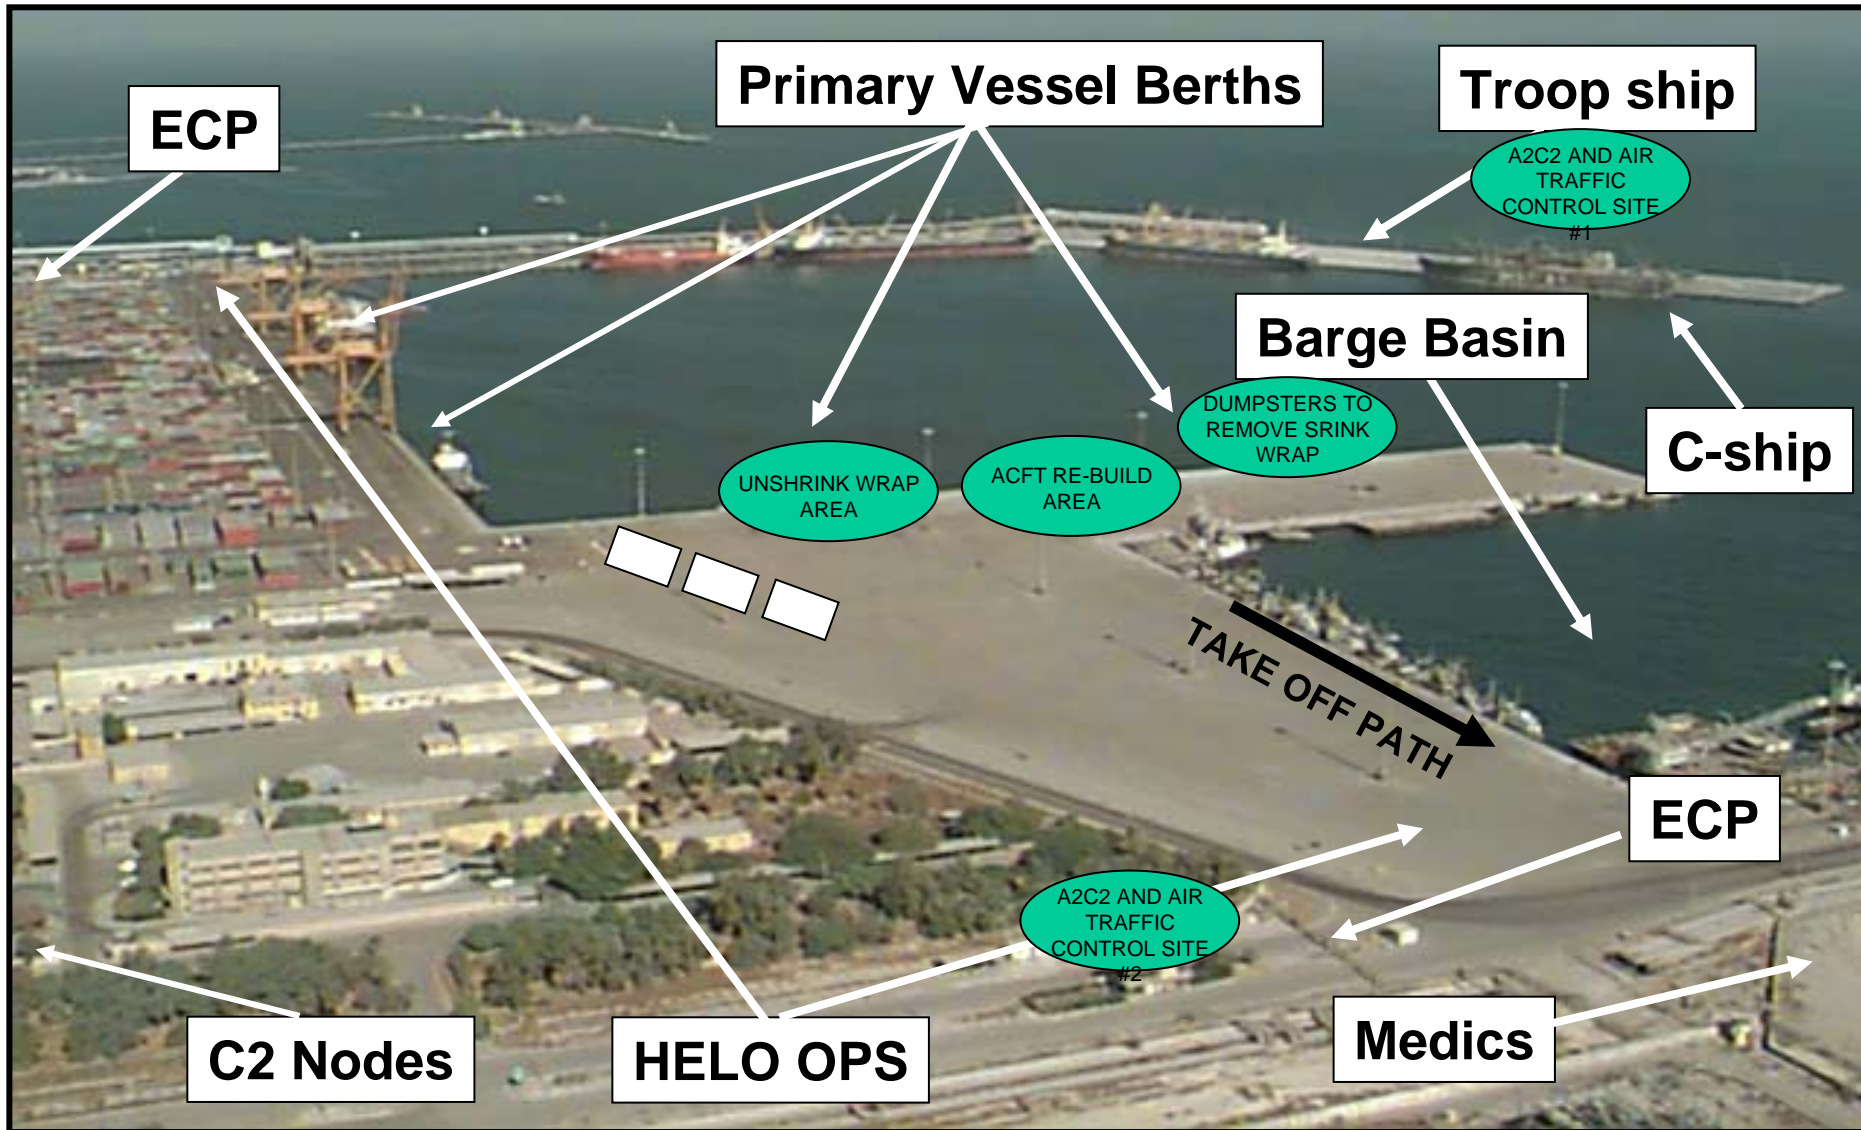 Primary Vessel Berths
Troop ship
ECP
A2C2 AND AIR
TRAFFIC
CONTROL SITE
#1
Barge Basin
DUMPSTERS TO
REMOVE SRINK
WRAP
C-ship
UNSHRINK WRAP
AREA
ACFT RE-BUILD
AREA
TAKE OFF PATH
ECP
A2C2 AND AIR
TRAFFIC
CONTROL SITE
#2
C2 Nodes
HELO OPS
Medics